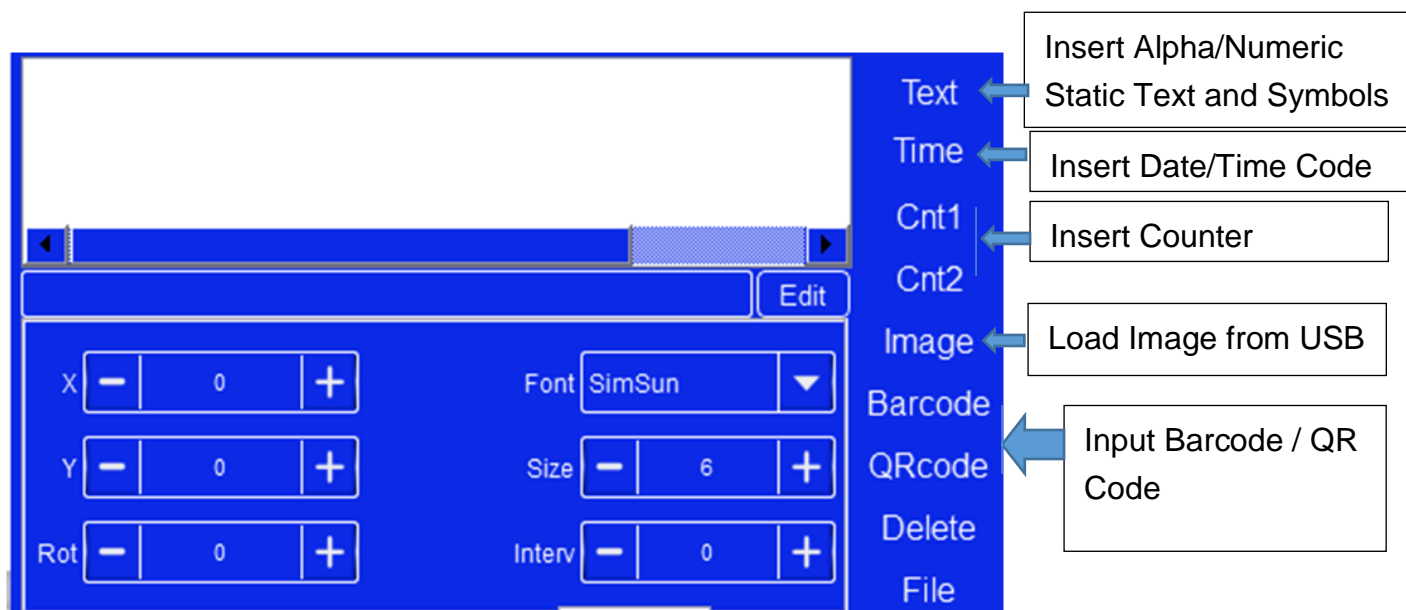 Insert Alpha/Numeric
Static Text and Symbols
Text
Time
Insert Date/Time Code
Cnt1
Insert Counter
Cnt2
Edit
Image
Load Image from USB
X 0
Font SimSun
Barcode
Input Barcode / QR
Code
Y 0
Size 6
QRcode
Delete
Rot 0
Interv 0
File